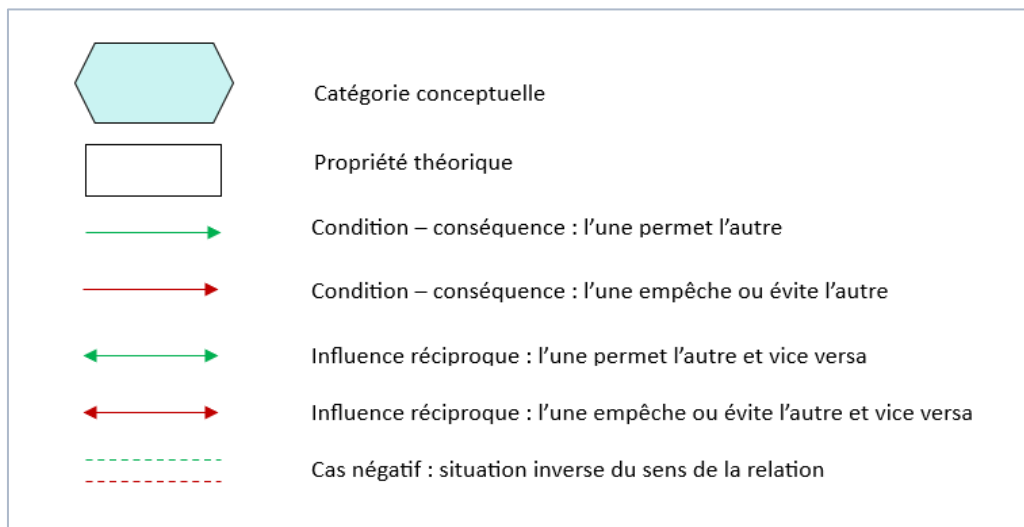 Catégorie conceptuelle
Propriété théorique
Condition – conséquence : l’une permet l’autre
Condition – conséquence : l’une empêche ou évite l’autre
Influence réciproque : l’une permet l’autre et vice versa
Influence réciproque : l’une empêche ou évite l’autre et vice versa
Cas négatif : situation inverse du sens de la relation